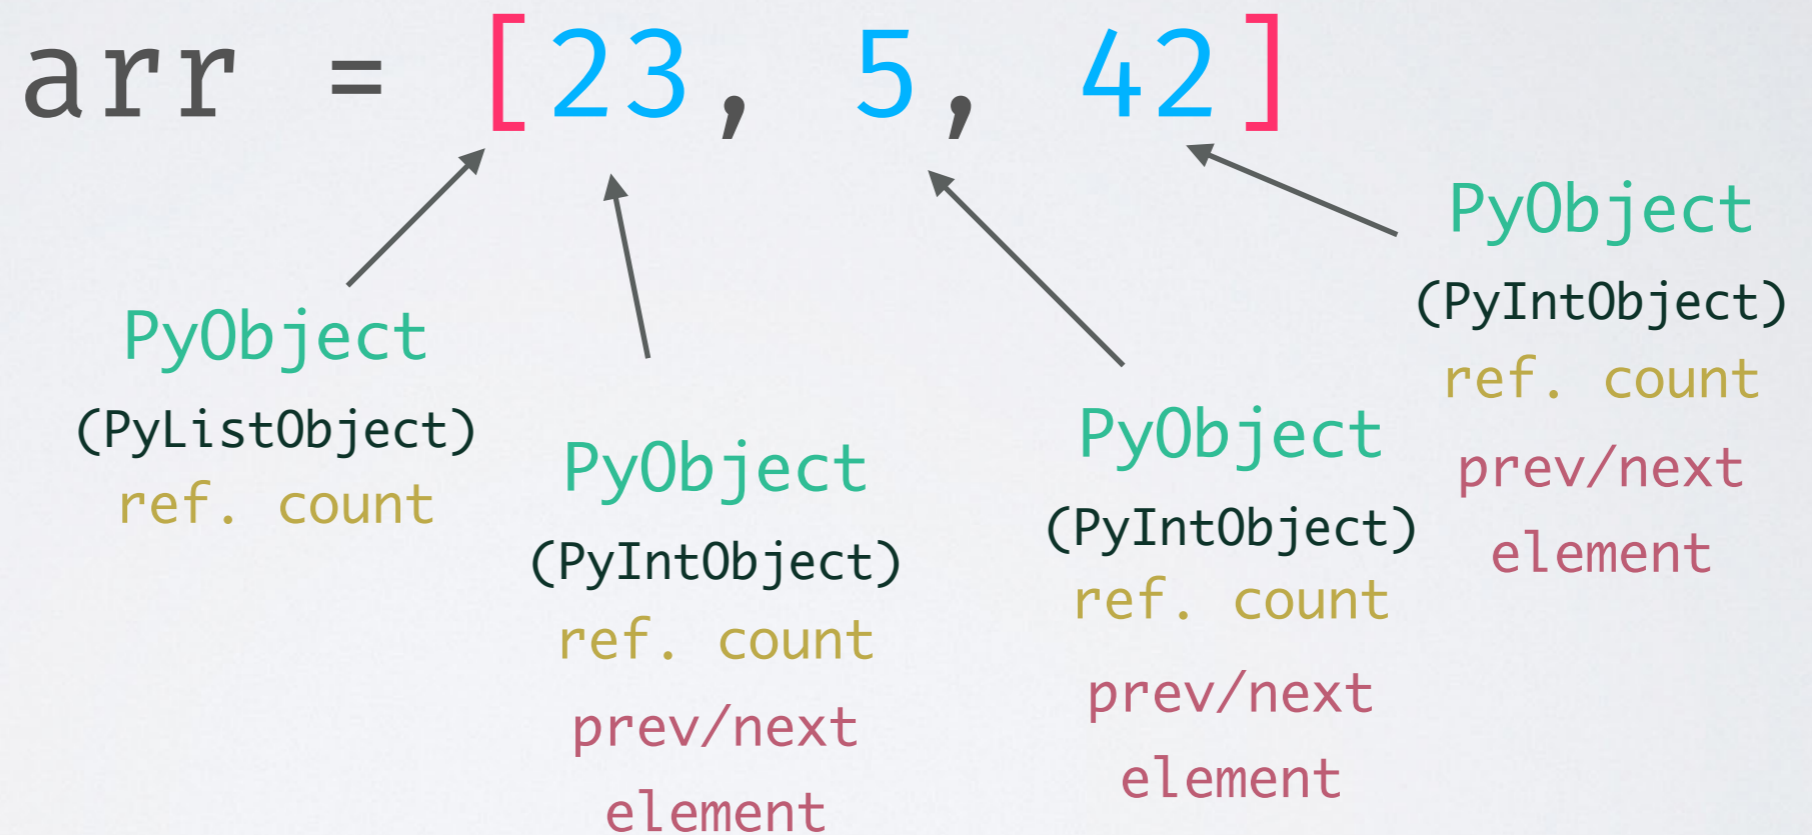 arr = [23, 5, 42]
PyObject
(PyListObject)
ref. count
PyObject
(PyIntObject)
ref. count
prev/next
element
PyObject
(PyIntObject)
ref. count
prev/next
element
PyObject
(PyIntObject)
ref. count
prev/next
element